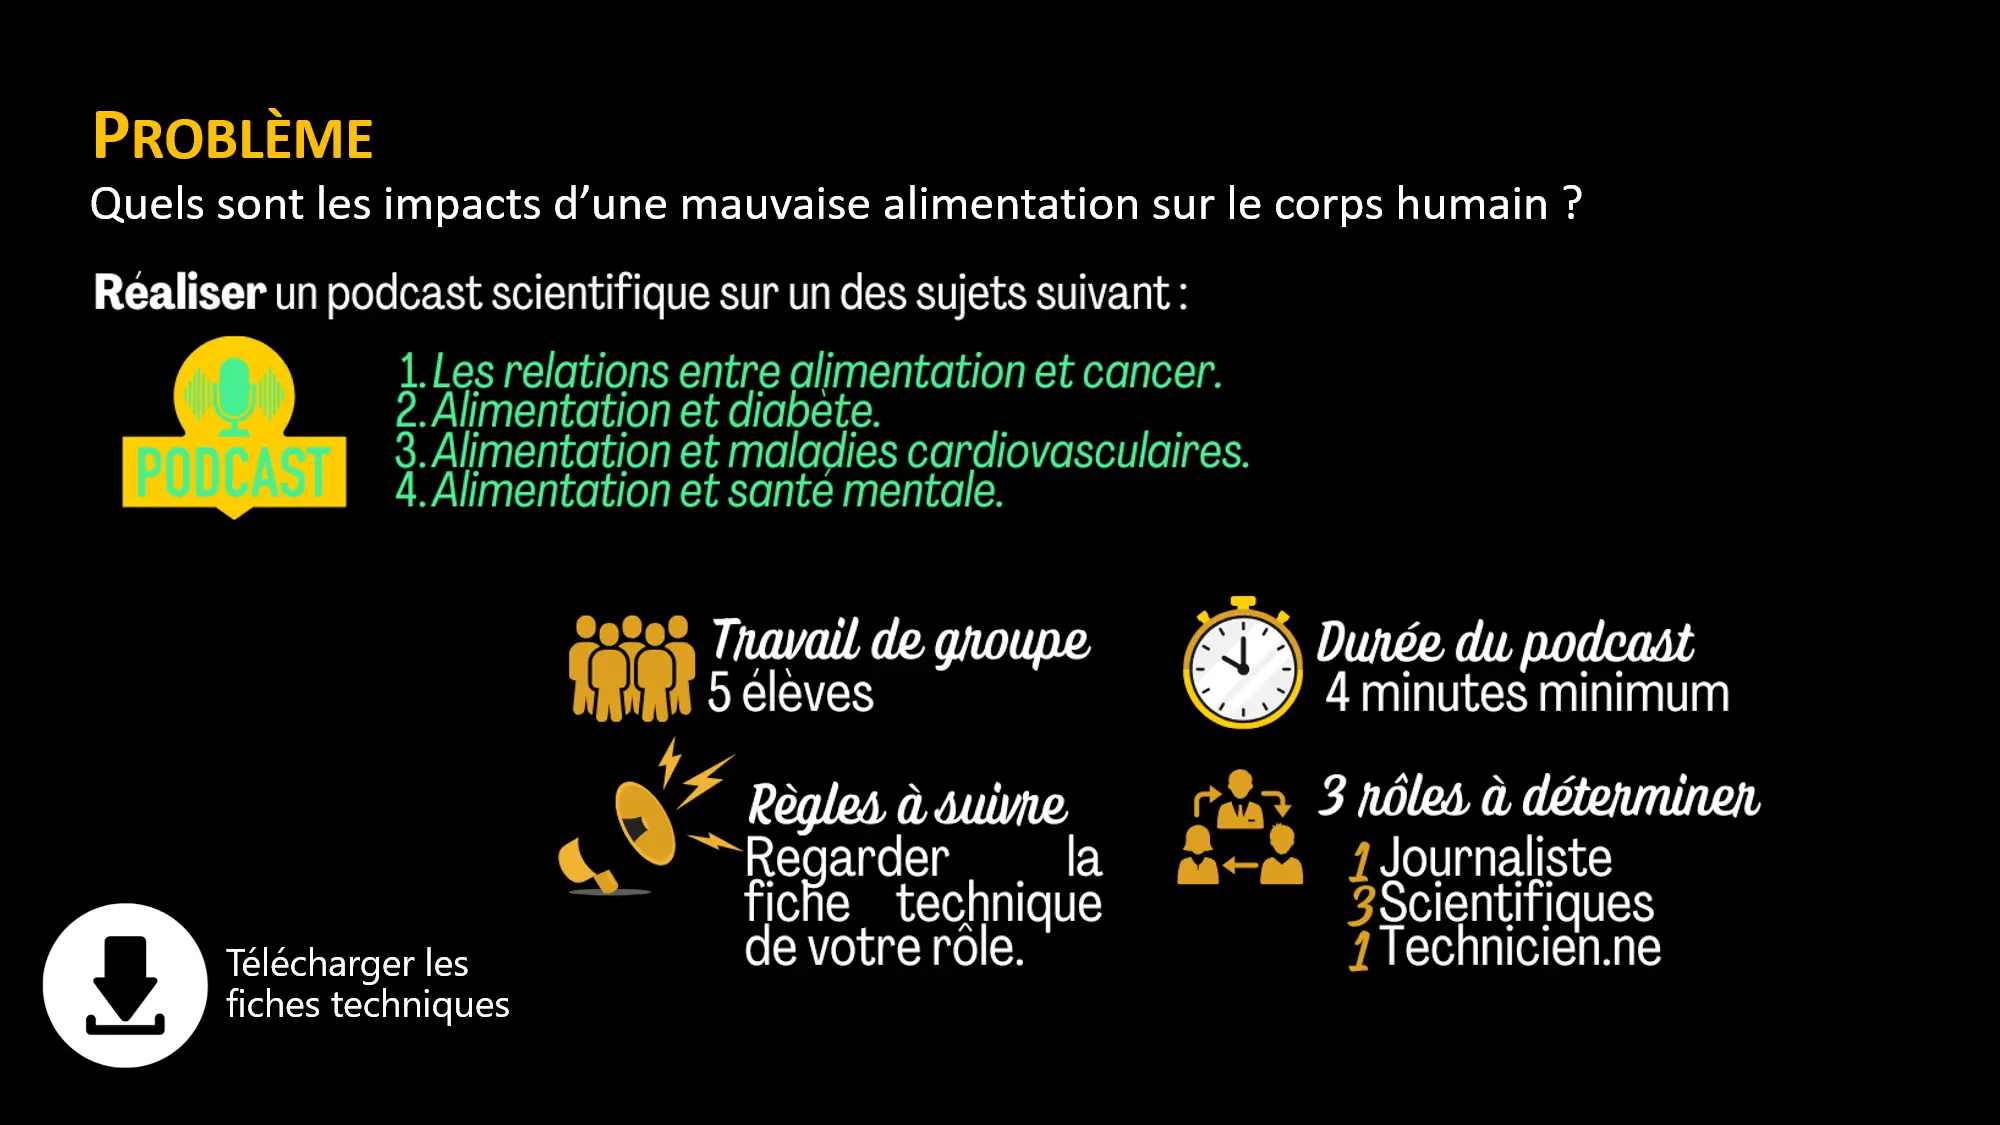 PROBLÈME
Quels sont les impacts d’une mauvaise alimentation sur le corps humain ?
Réaliser un podcast scientifique sur un des sujets suivant :
PODCAST
1. Les relations entre alimentation et cancer.
2. Alimentation et diabète.
3. Alimentation et maladies cardiovasculaires.
4. Alimentation et santé mentale.
Travail de groupe
5 élèves
Durée du podcast
4 minutes minimum
Règles à suivre
Regarder la
fiche technique
de votre rôle.
3 rôles à déterminer
1 Journaliste
3 Scientifiques
1 Technicien.ne
Télécharger les
fiches techniques